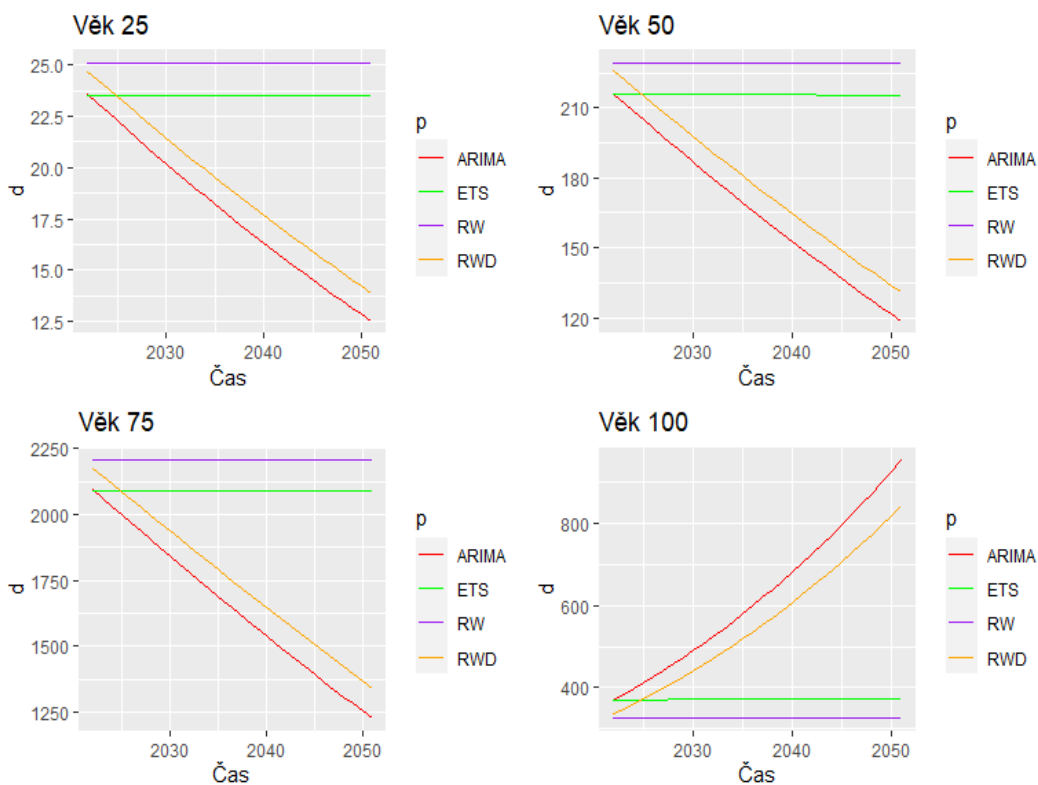 Věk 25
25.0
22.5
20.0
17.5
15.0
12.5
d
2030 2040 2050
Čas
p
ARIMA
ETS
RW
RWD
Věk 50
210
180
150
120
d
2030 2040 2050
Čas
p
ARIMA
ETS
RW
RWD
Věk 75
2250
2000
1750
1500
1250
d
2030 2040 2050
Čas
p
ARIMA
ETS
RW
RWD
Věk 100
800
600
400
d
2030 2040 2050
Čas
p
ARIMA
ETS
RW
RWD